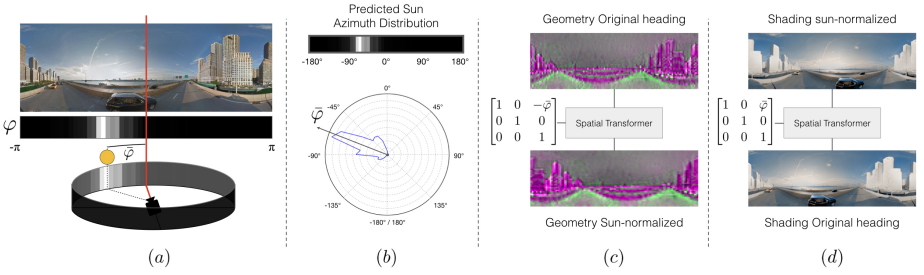 φ
-π
π
φ̄
(a)
Predicted Sun
Azimuth Distribution
-180° -90° 0° 90° 180°
0°
-45°
45°
φ̄
-90°
90°
-135°
135°
-180° / 180°
(b)
Geometry Original heading
1 0 -φ̄
0 1 0
0 0 1
Spatial Transformer
Geometry Sun-normalized
(c)
Shading sun-normalized
1 0 φ̄
0 1 0
0 0 1
Spatial Transformer
Shading Original heading
(d)